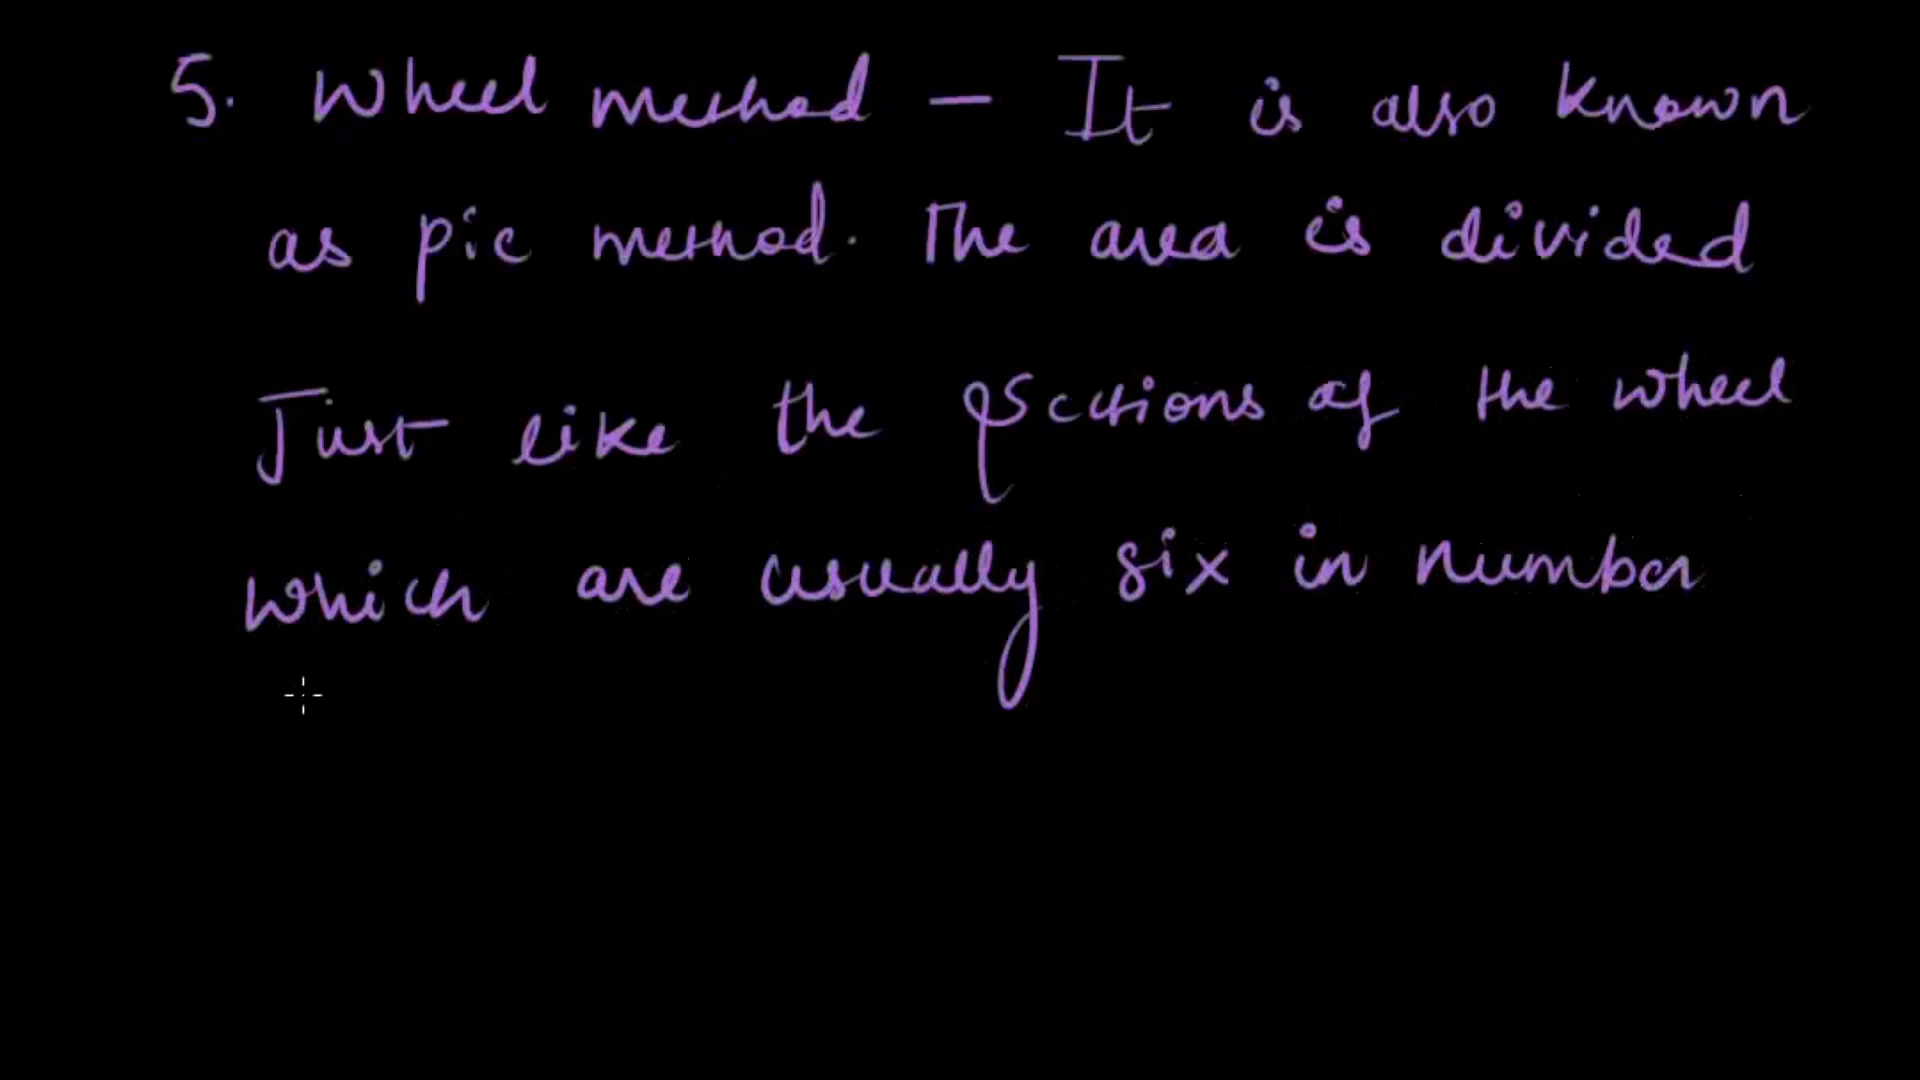 5. Wheel method – It is also known
as pie method. The area is divided
Just like the sections of the wheel
which are usually six in number